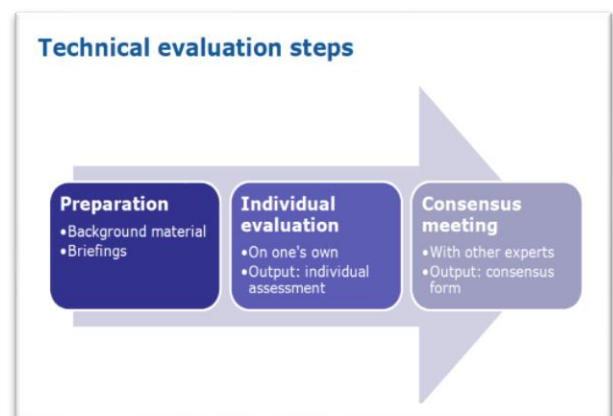 Technical evaluation steps
Preparation
•Background material
•Briefings
Individual
evaluation
•On one's own
•Output: individual
assessment
Consensus
meeting
•With other experts
•Output: consensus
form